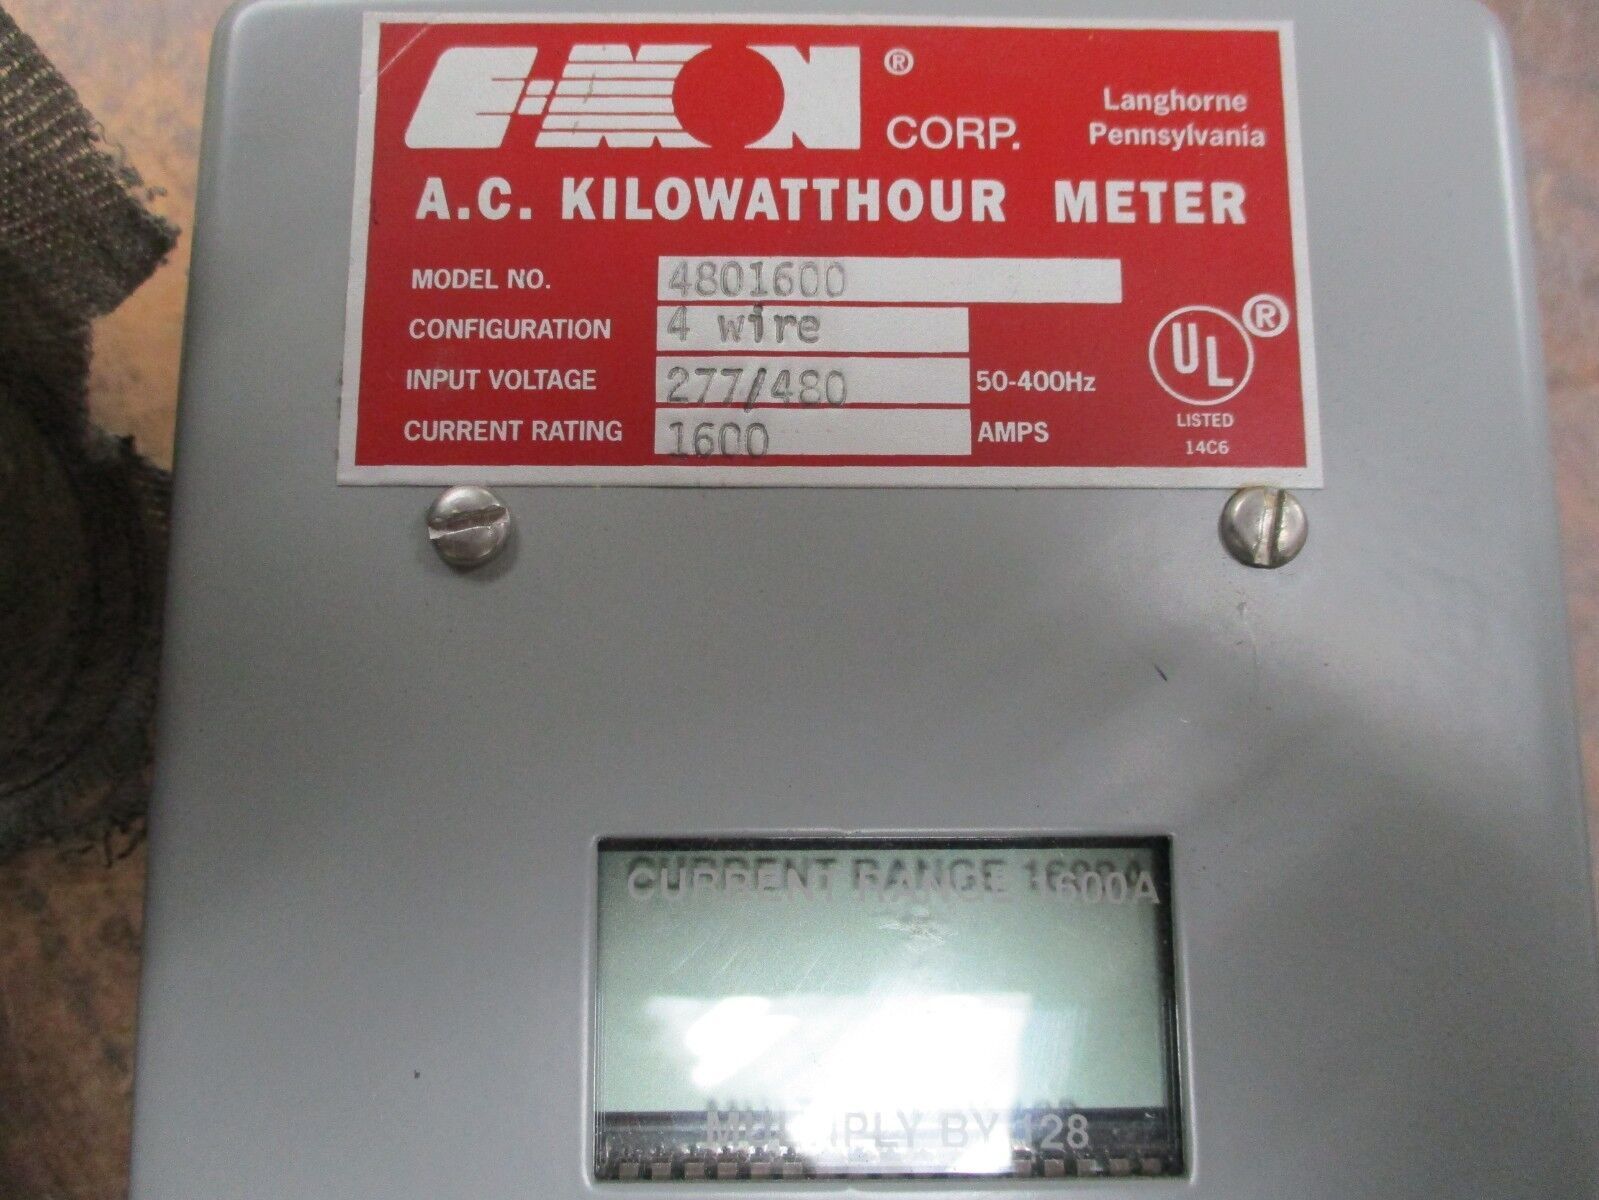 E-MON® CORP.
Langhorne
Pennsylvania
A.C. KILOWATTHOUR METER
MODEL NO. 4801600
CONFIGURATION 4 wire
INPUT VOLTAGE 277/480 50-400Hz
CURRENT RATING 1600 AMPS
UL®
LISTED
14C6
CURRENT RANGE 1600A
MULTIPLY BY 128